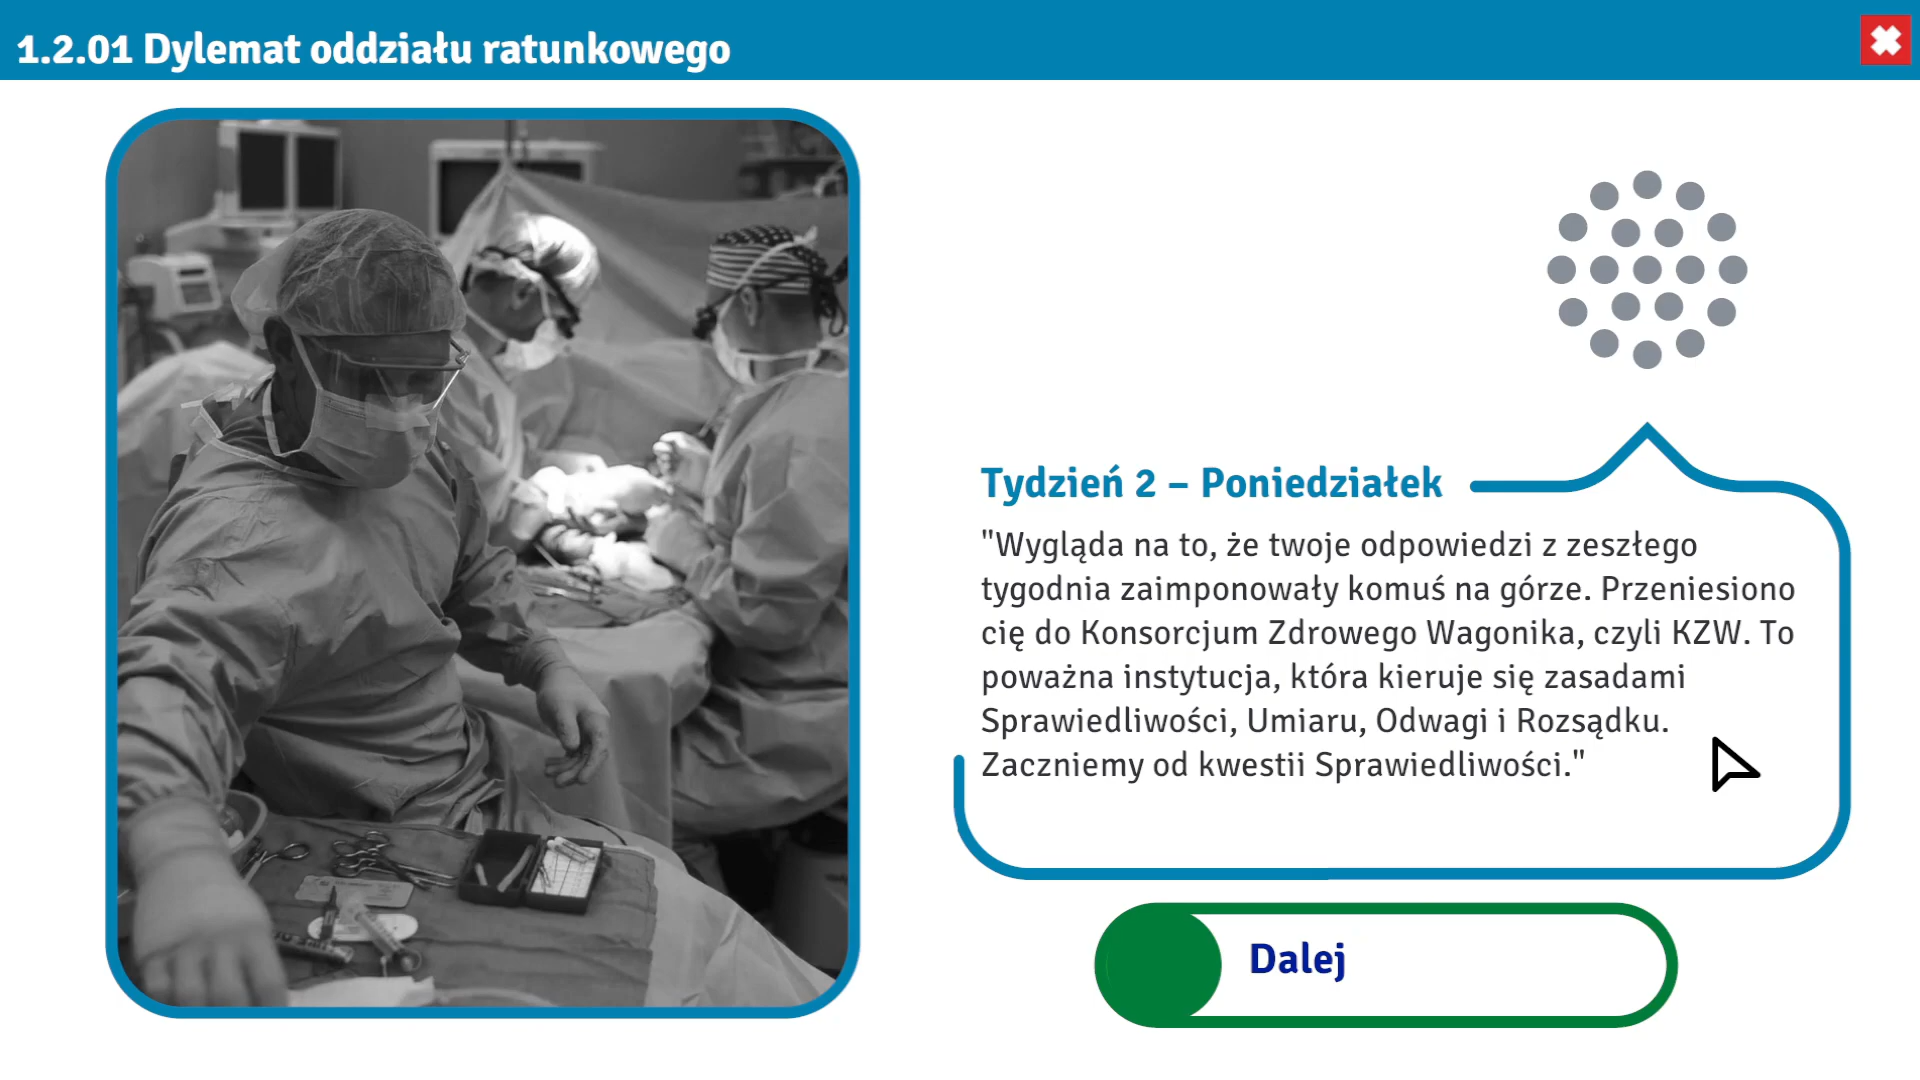 1.2.01 Dylemat oddziału ratunkowego
Tydzień 2 – Poniedziałek
"Wygląda na to, że twoje odpowiedzi z zeszłego
tygodnia zaimponowały komuś na górze. Przeniesiono
cię do Konsorcjum Zdrowego Wagonika, czyli KZW. To
poważna instytucja, która kieruje się zasadami
Sprawiedliwości, Umiaru, Odwagi i Rozsądku.
Zaczniemy od kwestii Sprawiedliwości."
Dalej